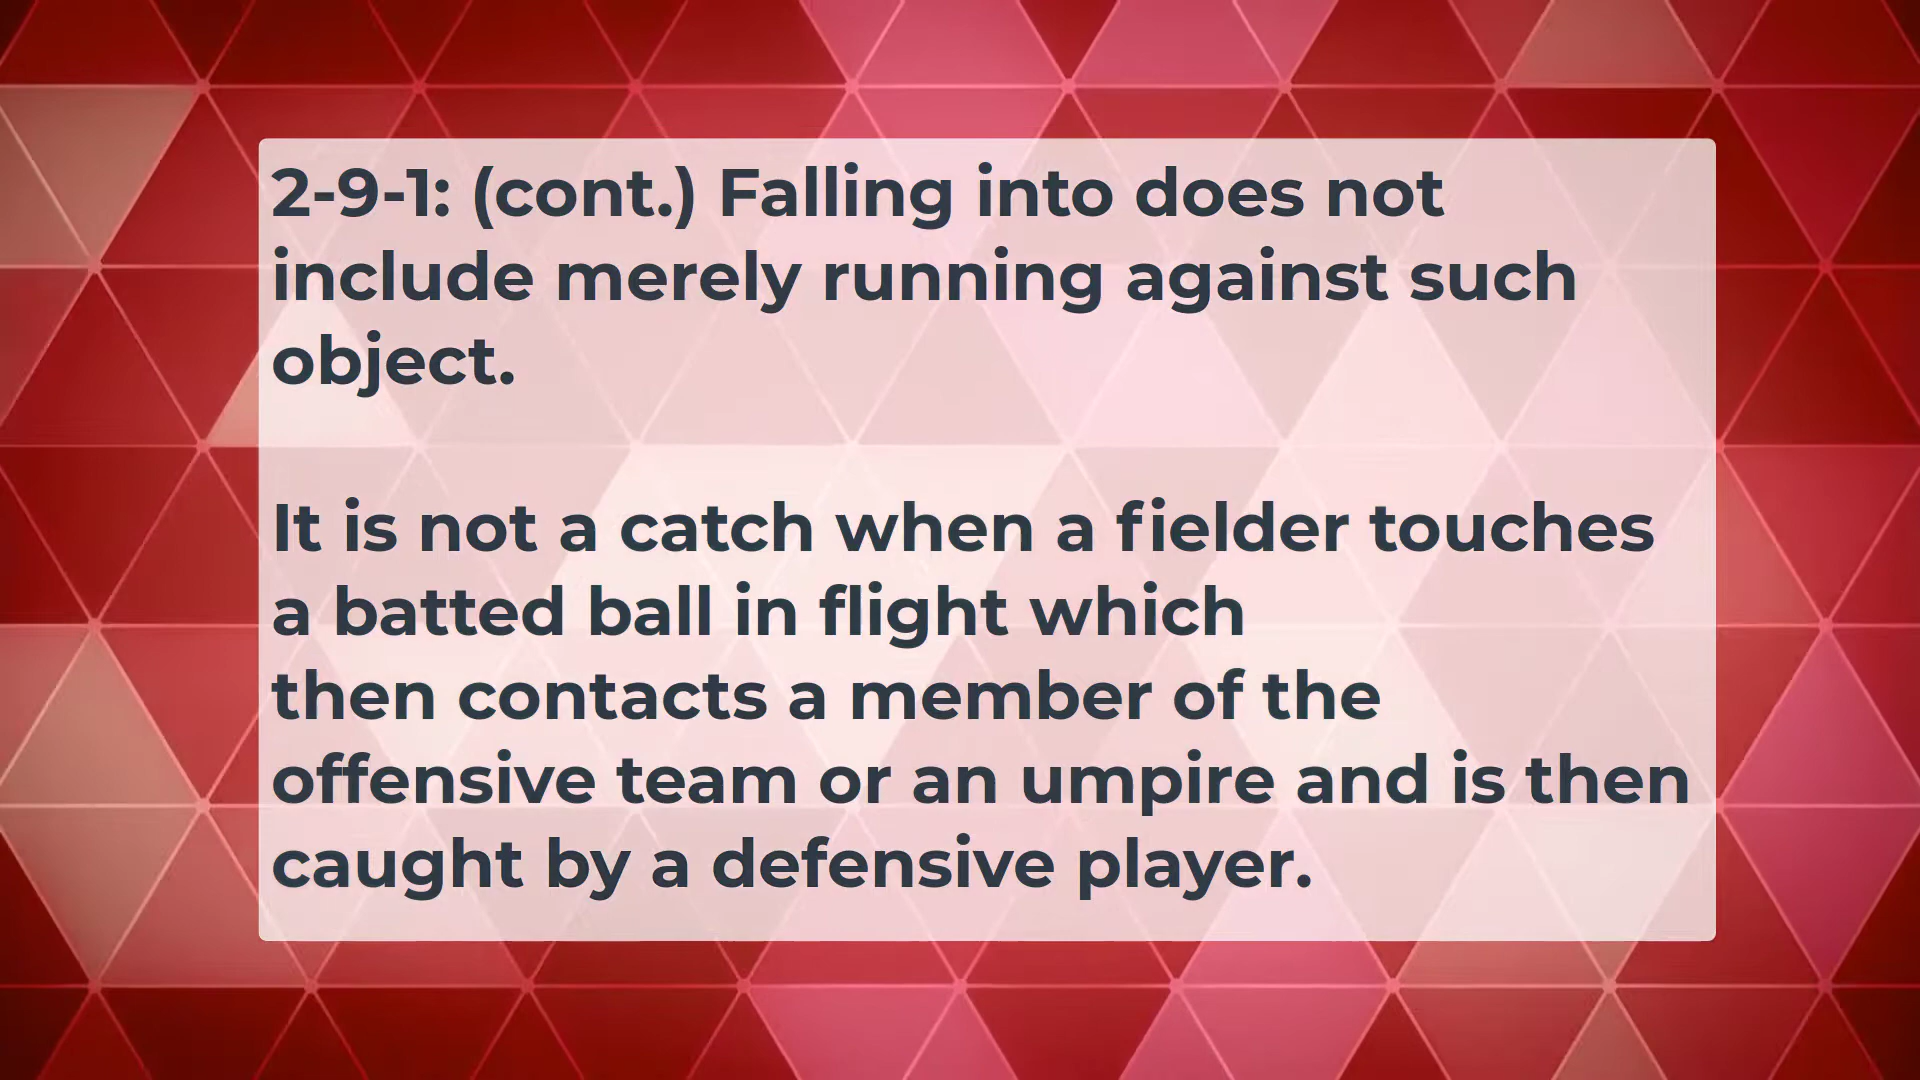 2-9-1: (cont.) Falling into does not
include merely running against such
object.
It is not a catch when a fielder touches
a batted ball in flight which
then contacts a member of the
offensive team or an umpire and is then
caught by a defensive player.